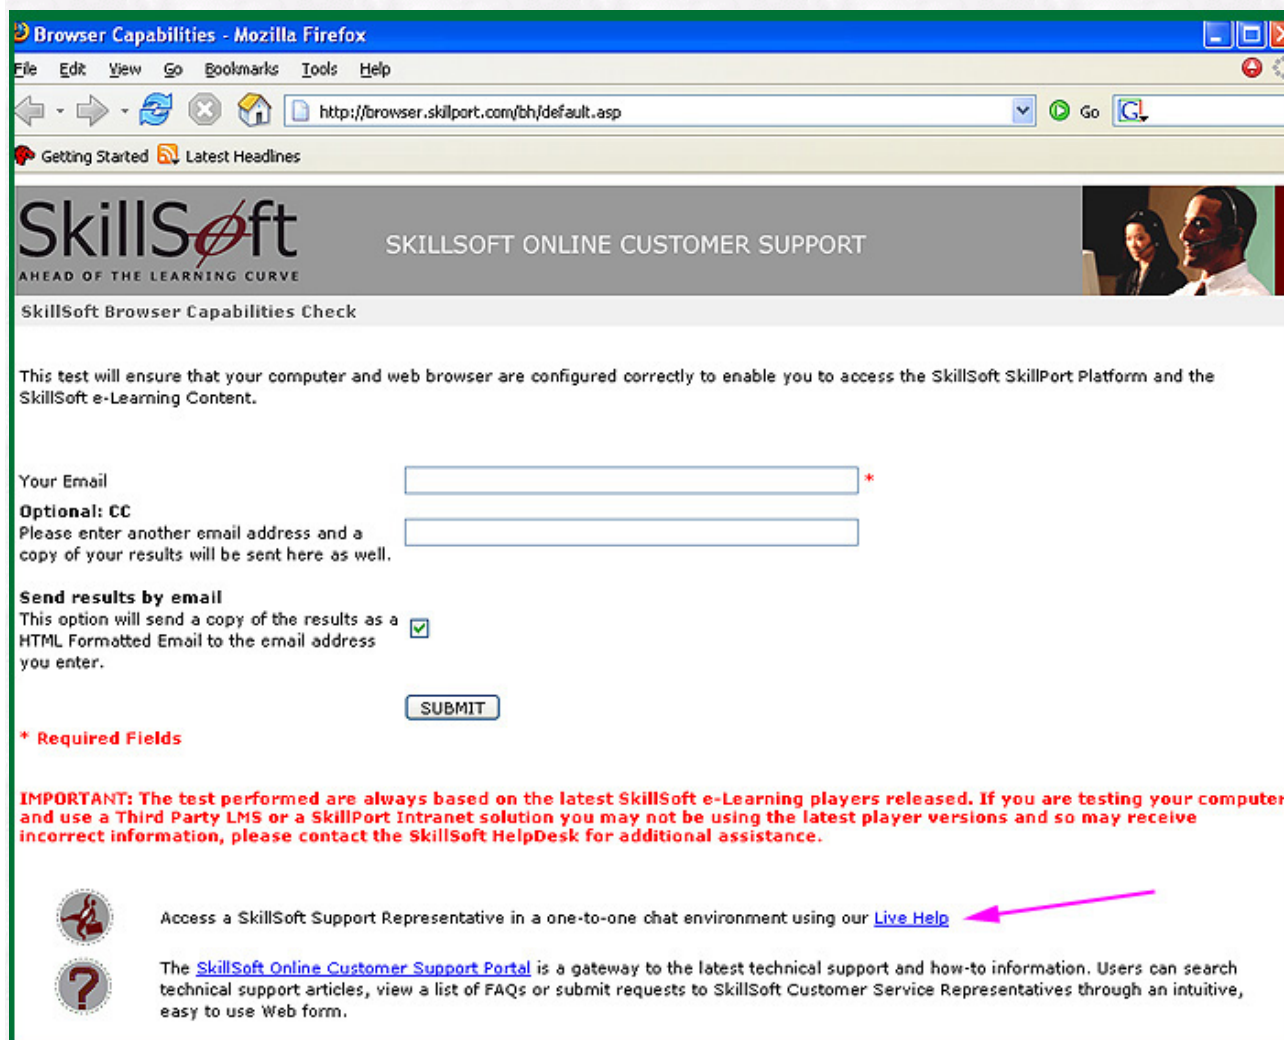 Browser Capabilities - Mozilla Firefox
File Edit View Go Bookmarks Tools Help
http://browser.skilport.com/bh/default.asp Go G
Getting Started Latest Headlines
SkillSoft
AHEAD OF THE LEARNING CURVE
SKILLSOFT ONLINE CUSTOMER SUPPORT
SkillSoft Browser Capabilities Check
This test will ensure that your computer and web browser are configured correctly to enable you to access the SkillSoft SkillPort Platform and the
SkillSoft e-Learning Content.
Your Email *
Optional: CC
Please enter another email address and a
copy of your results will be sent here as well.
Send results by email
This option will send a copy of the results as a
HTML Formatted Email to the email address
you enter.
SUBMIT
* Required Fields
IMPORTANT: The test performed are always based on the latest SkillSoft e-Learning players released. If you are testing your computer
and use a Third Party LMS or a SkillPort Intranet solution you may not be using the latest player versions and so may receive
incorrect information, please contact the SkillSoft HelpDesk for additional assistance.
Access a SkillSoft Support Representative in a one-to-one chat environment using our Live Help
? The SkillSoft Online Customer Support Portal is a gateway to the latest technical support and how-to information. Users can search
technical support articles, view a list of FAQs or submit requests to SkillSoft Customer Service Representatives through an intuitive,
easy to use Web form.